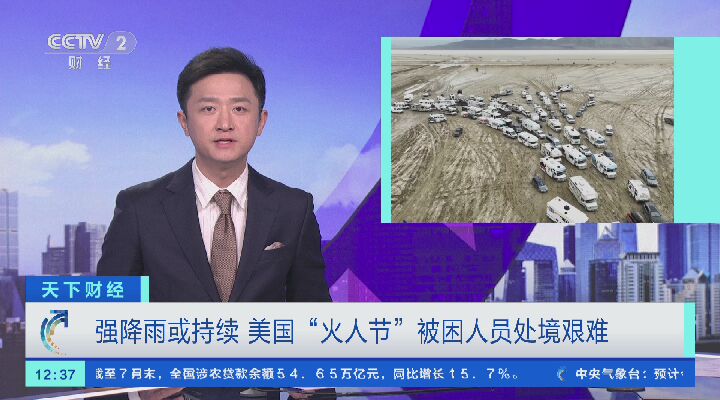 CCTV 2
财经
天下财经
强降雨或持续 美国“火人节”被困人员处境艰难
12:37 截至7月末，全国涉农贷款余额54.65万亿元，同比增长15.7%。 中央气象台：预计